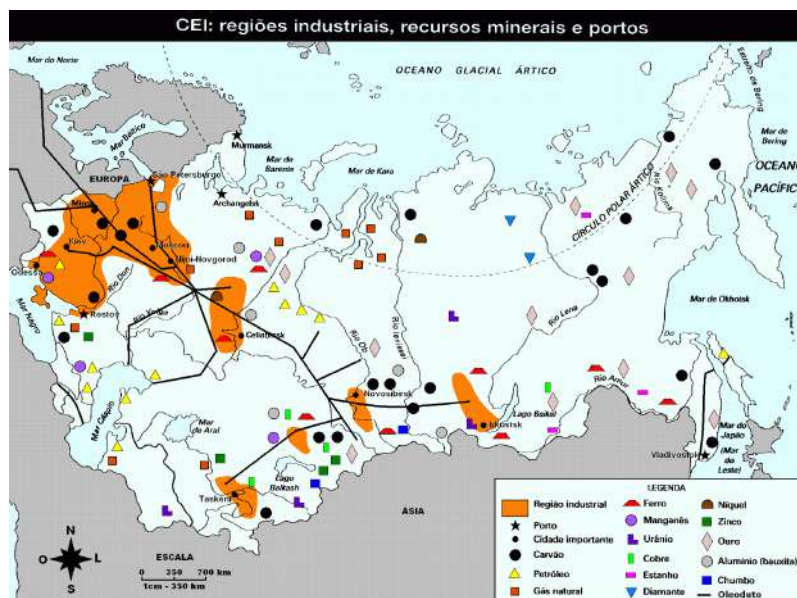 CEI: regiões industriais, recursos minerais e portos
Mar do Norte
OCEANO GLACIAL ÁRTICO
Estreito de Bering
Mar Báltico
Murmansk
Mar de Barents
Mar de Kara
Mar de Bering
OCEANO
PACÍFICO
EUROPA
São Petersburgo
Archangelsk
CÍRCULO POLAR ÁRTICO
Rio Kolima
Minsk
Kiev
Moscou
Nijni-Novgorod
Odessa
Rio Don
Mar de Okhotsk
Rostov
Mar Negro
Rio Volga
Rio Lena
Celiabinsk
Rio Ob
Rio Ienissei
Novosibirsk
Rio Amur
Mar Cáspio
Mar
de Aral
Lago Baikal
Irkutsk
Mar do
Japão
(Mar
do
Leste)
Vladivostok
Lago
Balkash
Taskent
ÁSIA
LEGENDA
Região industrial
Porto
Cidade importante
Carvão
Petróleo
Gás natural
Ferro
Manganês
Urânio
Cobre
Estanho
Diamante
Níquel
Zinco
Ouro
Alumínio (bauxita)
Chumbo
Oleoduto
N
O
L
S
ESCALA
0 700 km
1cm - 350 km